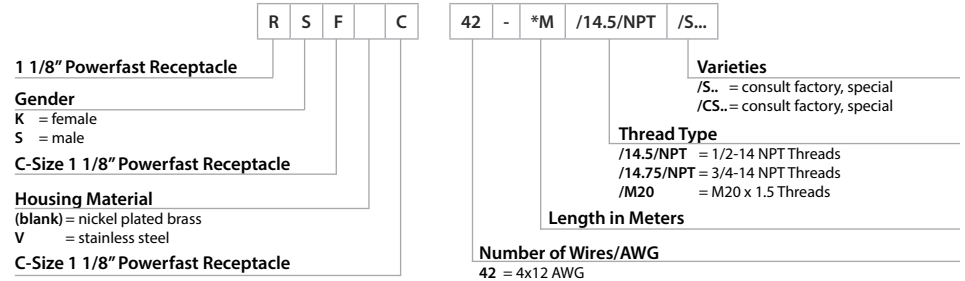 R S F C 42 - *M /14.5/NPT /S...
1 1/8" Powerfast Receptacle
Gender
K = female
S = male
C-Size 1 1/8" Powerfast Receptacle
Housing Material
(blank) = nickel plated brass
V = stainless steel
C-Size 1 1/8" Powerfast Receptacle
Varieties
/S.. = consult factory, special
/CS.. = consult factory, special
Thread Type
/14.5/NPT = 1/2-14 NPT Threads
/14.75/NPT = 3/4-14 NPT Threads
/M20 = M20 x 1.5 Threads
Length in Meters
Number of Wires/AWG
42 = 4x12 AWG